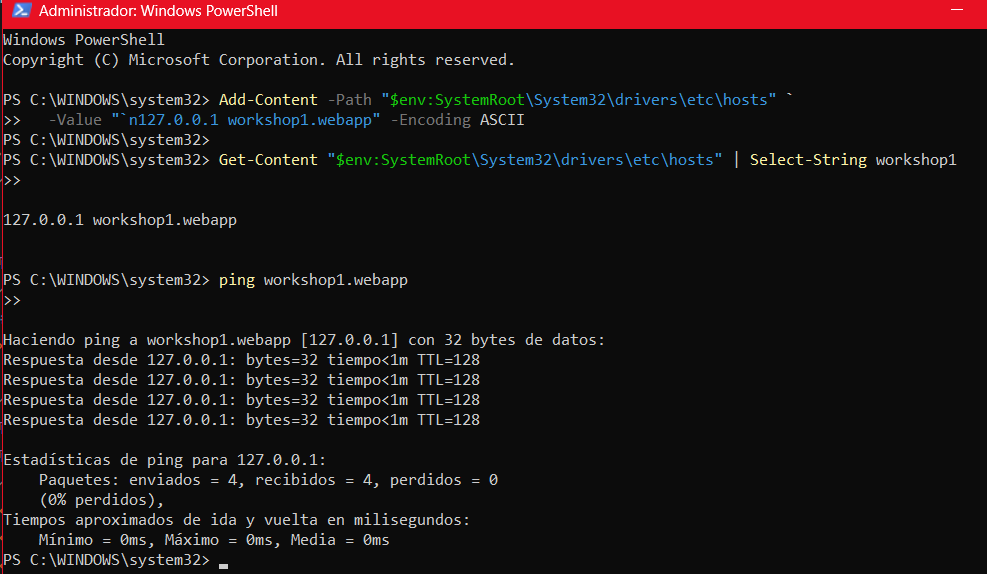 Administrador: Windows PowerShell
Windows PowerShell
Copyright (C) Microsoft Corporation. All rights reserved.
PS C:\WINDOWS\system32> Add-Content -Path "$env:SystemRoot\System32\drivers\etc\hosts" `
>>   -Value "`n127.0.0.1 workshop1.webapp" -Encoding ASCII
PS C:\WINDOWS\system32>
PS C:\WINDOWS\system32> Get-Content "$env:SystemRoot\System32\drivers\etc\hosts" | Select-String workshop1
>>
127.0.0.1 workshop1.webapp
PS C:\WINDOWS\system32> ping workshop1.webapp
>>
Haciendo ping a workshop1.webapp [127.0.0.1] con 32 bytes de datos:
Respuesta desde 127.0.0.1: bytes=32 tiempo<1m TTL=128
Respuesta desde 127.0.0.1: bytes=32 tiempo<1m TTL=128
Respuesta desde 127.0.0.1: bytes=32 tiempo<1m TTL=128
Respuesta desde 127.0.0.1: bytes=32 tiempo<1m TTL=128
Estadísticas de ping para 127.0.0.1:
    Paquetes: enviados = 4, recibidos = 4, perdidos = 0
    (0% perdidos),
Tiempos aproximados de ida y vuelta en milisegundos:
    Mínimo = 0ms, Máximo = 0ms, Media = 0ms
PS C:\WINDOWS\system32>